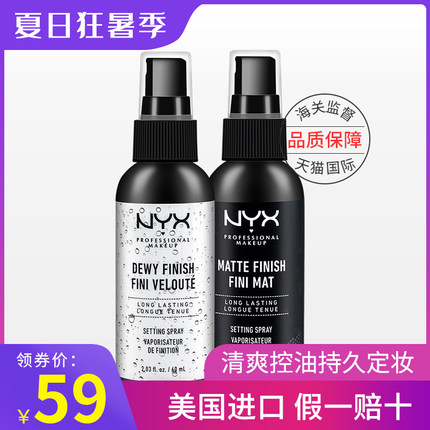 夏日狂暑季
海关监督
品质保障
天猫国际
NYX
PROFESSIONAL
MAKEUP
DEWY FINISH
FINI VELOUTÉ
LONG LASTING
LONGUE TENUE
SETTING SPRAY
VAPORISATEUR
DE FINITION
2.03 fl. oz./ 60 ml
NYX
PROFESSIONAL
MAKEUP
MATTE FINISH
FINI MAT
LONG LASTING
LONGUE TENUE
SETTING SPRAY
VAPORISATEUR
领券价:
¥59
清爽控油持久定妆
美国进口 假一赔十